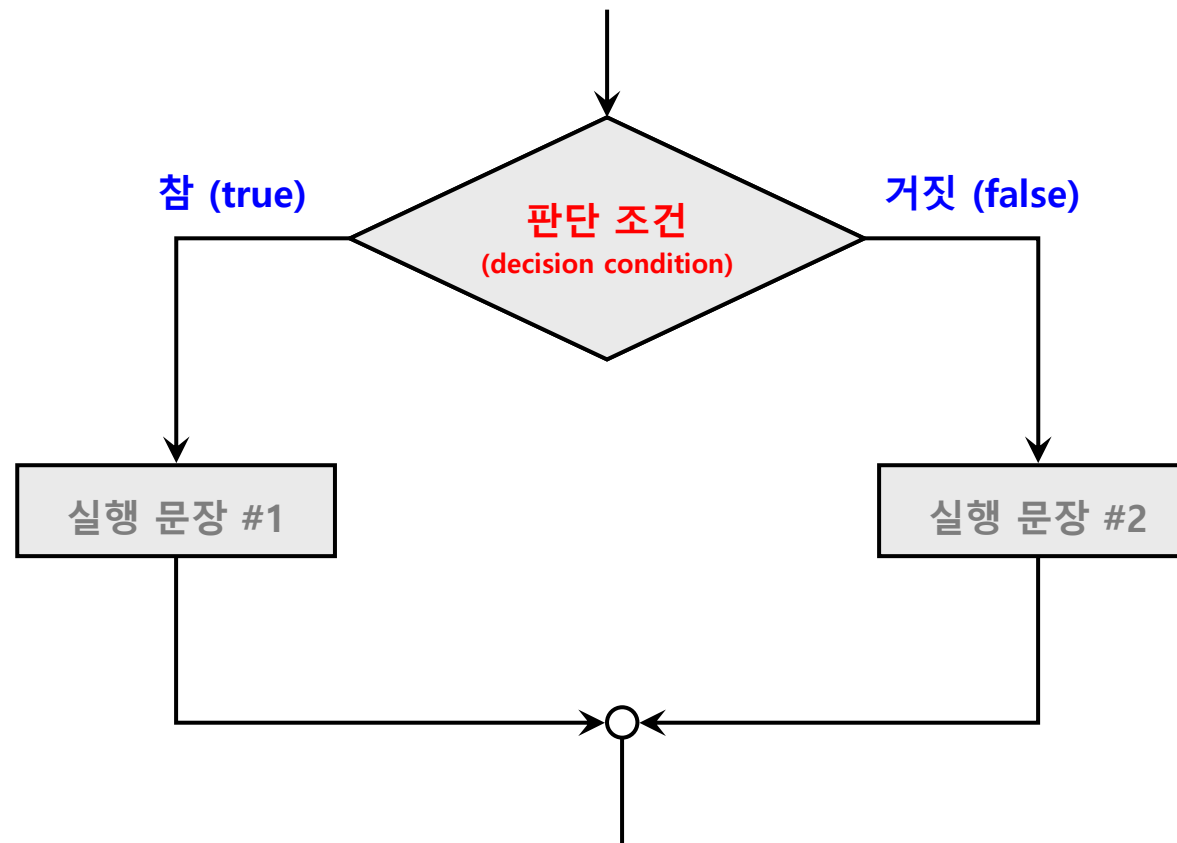 참 (true)
거짓 (false)
판단 조건
(decision condition)
실행 문장 #1
실행 문장 #2